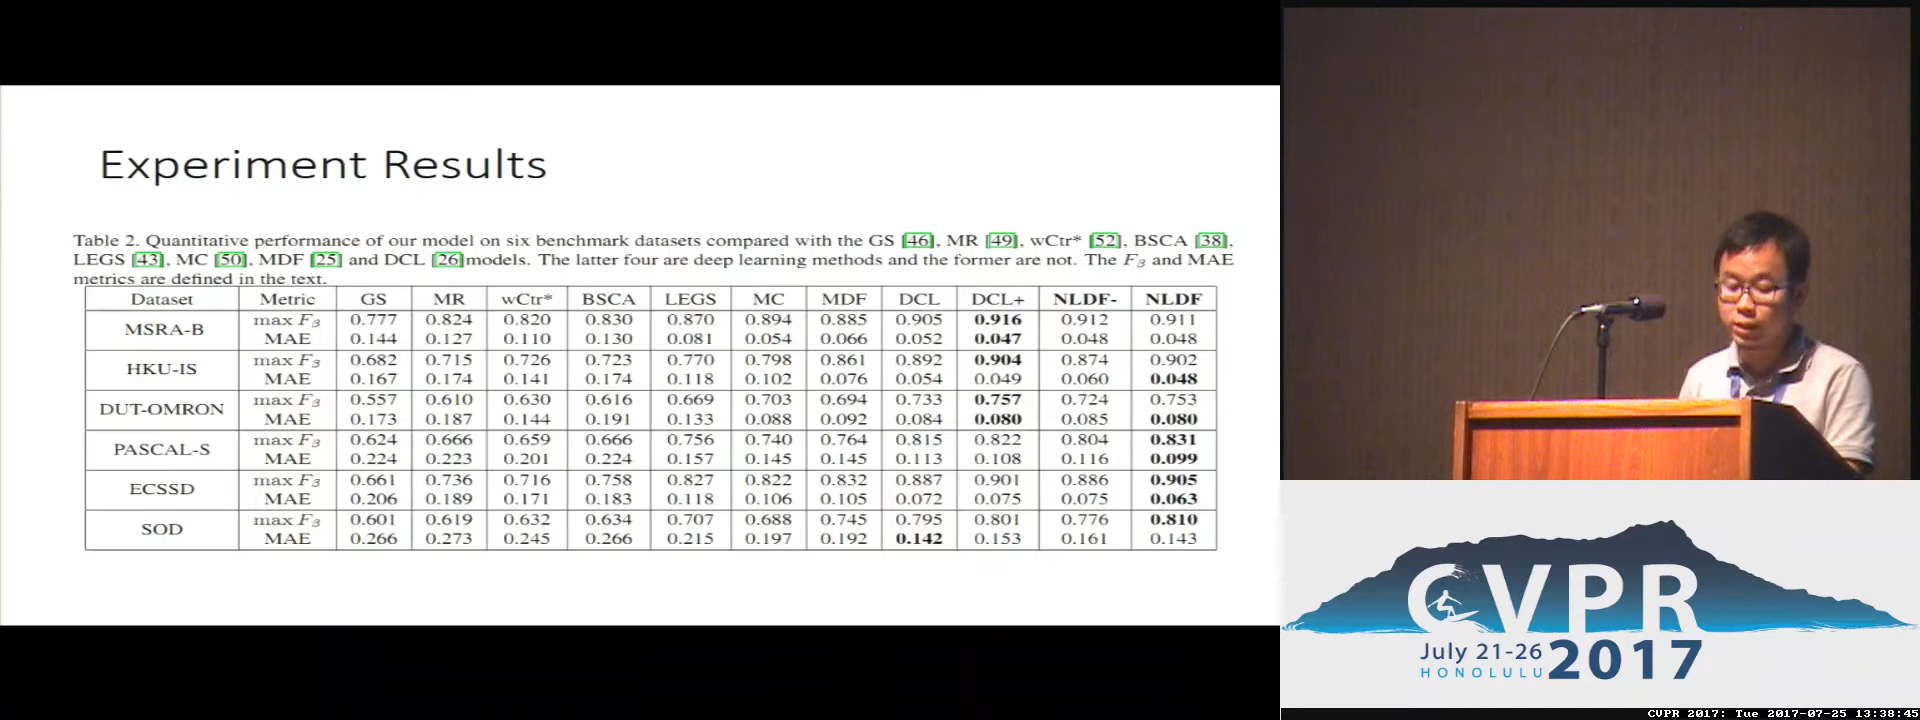 Experiment Results
Table 2. Quantitative performance of our model on six benchmark datasets compared with the GS [46], MR [49], wCtr* [52], BSCA [38],
LEGS [43], MC [50], MDF [25] and DCL [26]models. The latter four are deep learning methods and the former are not. The Fβ and MAE
metrics are defined in the text.
Dataset Metric GS MR wCtr* BSCA LEGS MC MDF DCL DCL+ NLDF- NLDF
MSRA-B max Fβ 0.777 0.824 0.820 0.830 0.870 0.894 0.885 0.905 0.916 0.912 0.911
MAE 0.144 0.127 0.110 0.130 0.081 0.054 0.066 0.052 0.047 0.048 0.048
HKU-IS max Fβ 0.682 0.715 0.726 0.723 0.770 0.798 0.861 0.892 0.904 0.874 0.902
MAE 0.167 0.174 0.141 0.174 0.118 0.102 0.076 0.054 0.049 0.060 0.048
DUT-OMRON max Fβ 0.557 0.610 0.630 0.616 0.669 0.703 0.694 0.733 0.757 0.724 0.753
MAE 0.173 0.187 0.144 0.191 0.133 0.088 0.092 0.084 0.080 0.085 0.080
PASCAL-S max Fβ 0.624 0.666 0.659 0.666 0.756 0.740 0.764 0.815 0.822 0.804 0.831
MAE 0.224 0.223 0.201 0.224 0.157 0.145 0.145 0.113 0.108 0.116 0.099
ECSSD max Fβ 0.661 0.736 0.716 0.758 0.827 0.822 0.832 0.887 0.901 0.886 0.905
MAE 0.206 0.189 0.171 0.183 0.118 0.106 0.105 0.072 0.075 0.075 0.063
SOD max Fβ 0.601 0.619 0.632 0.634 0.707 0.688 0.745 0.795 0.801 0.776 0.810
MAE 0.266 0.273 0.245 0.266 0.215 0.197 0.192 0.142 0.153 0.161 0.143
CVPR
July 21-26 2017
HONOLULU
CVPR 2017: Tue 2017-07-25 13:38:45